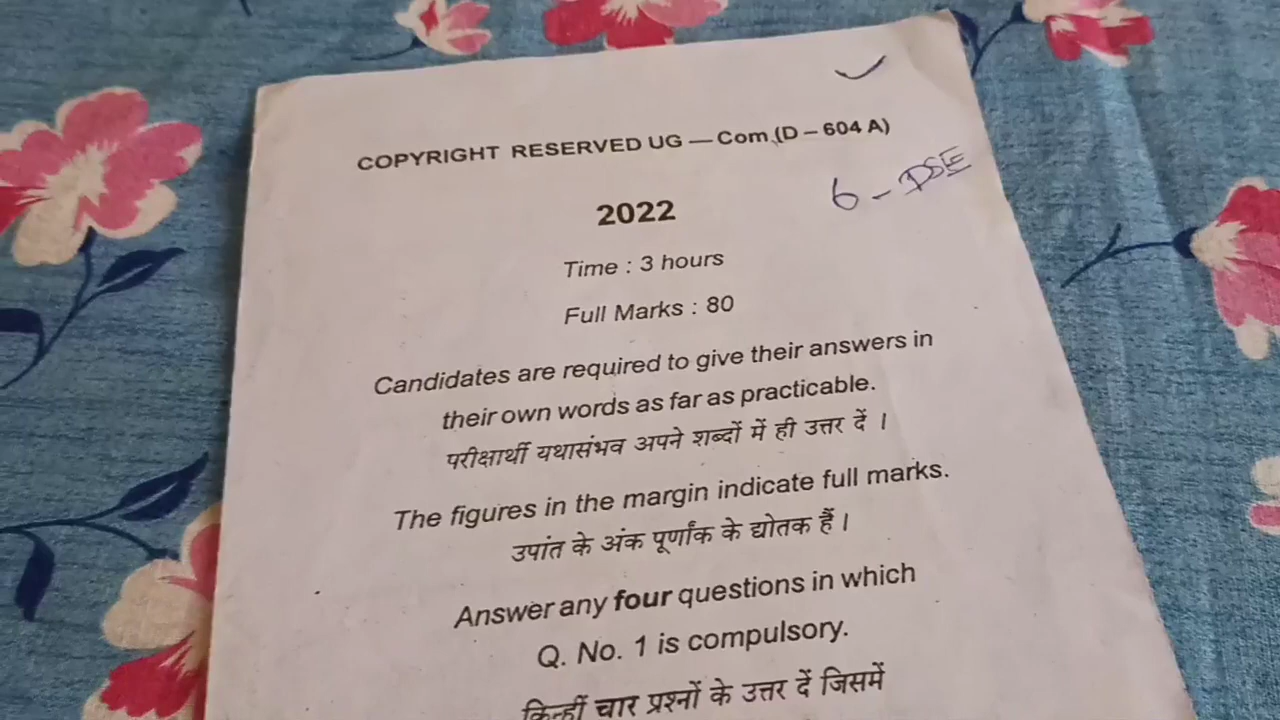 COPYRIGHT RESERVED UG — Com.(D – 604 A)
6 - DSE
2022
Time : 3 hours
Full Marks : 80
Candidates are required to give their answers in
their own words as far as practicable.
परीक्षार्थी यथासंभव अपने शब्दों में ही उत्तर दें ।
The figures in the margin indicate full marks.
उपांत के अंक पूर्णांक के द्योतक हैं ।
Answer any four questions in which
Q. No. 1 is compulsory.
किन्हीं चार प्रश्नों के उत्तर दें जिसमें